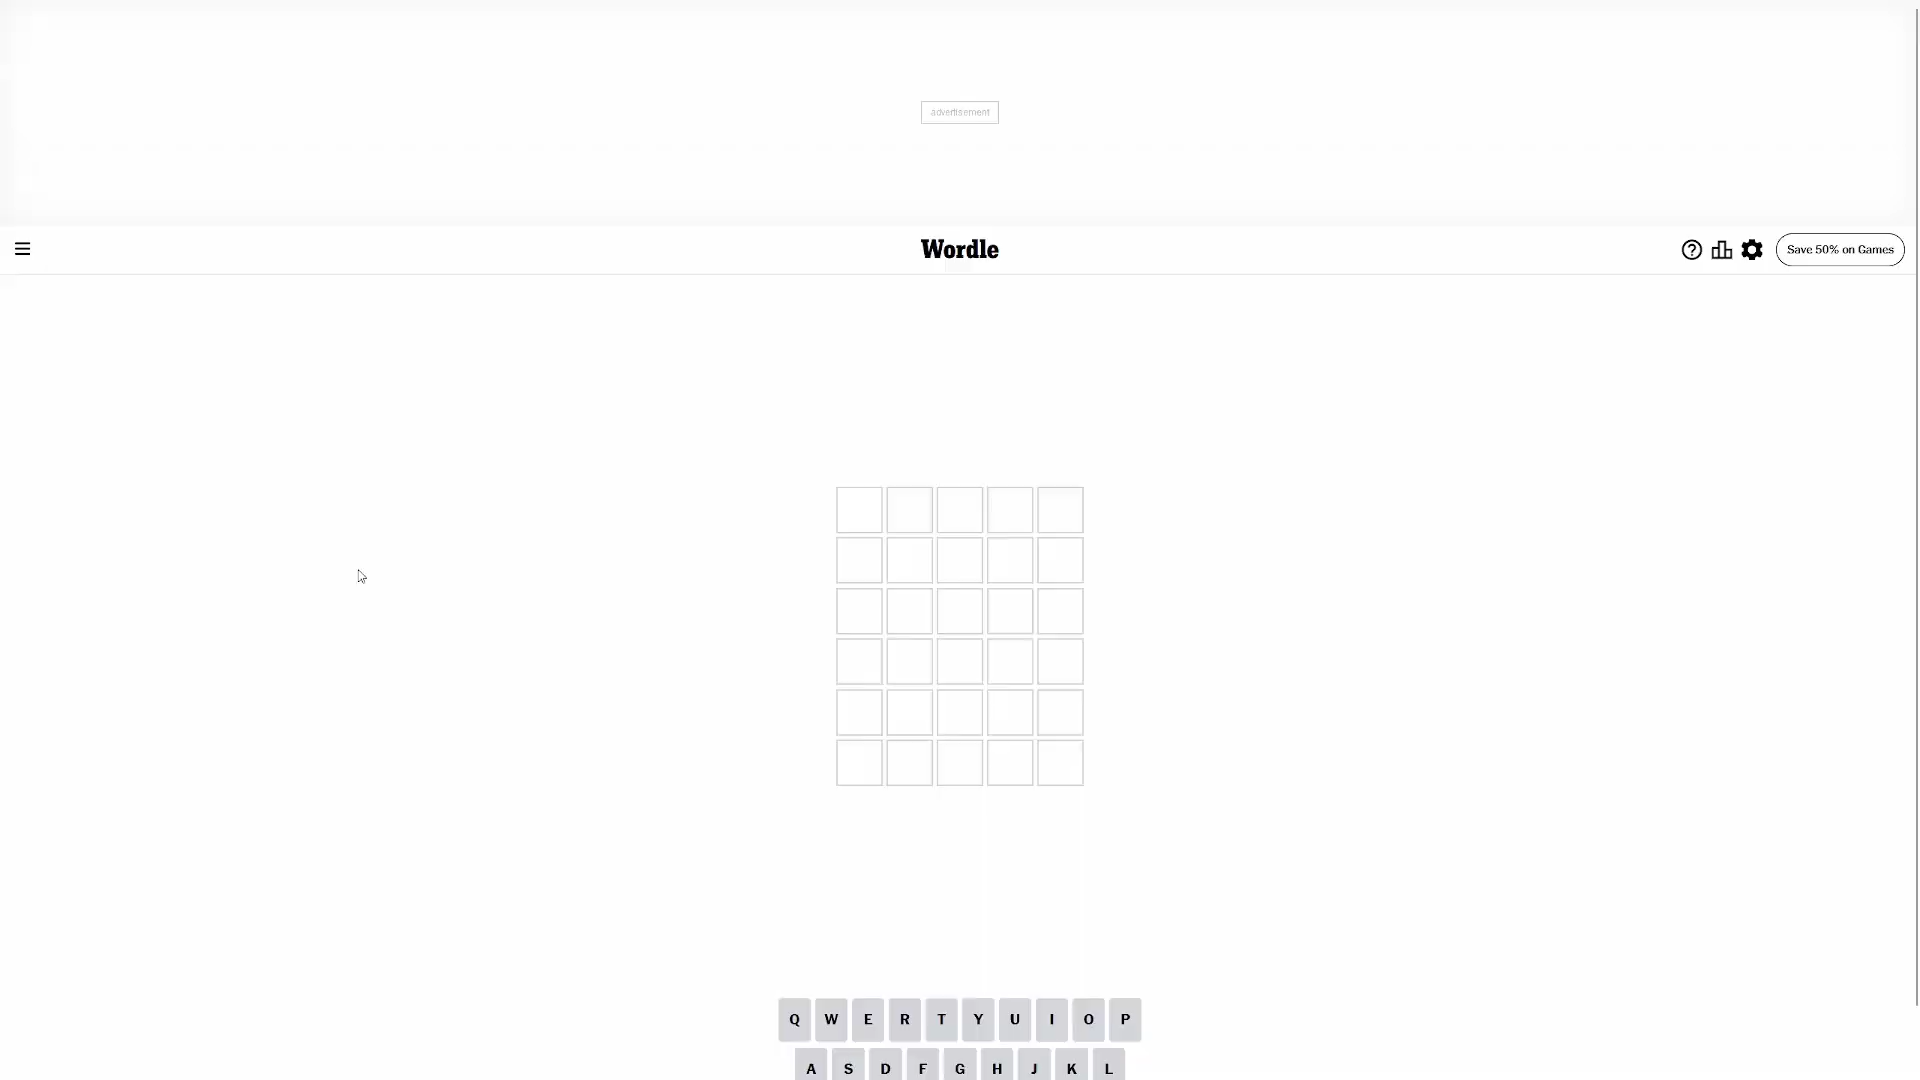 advertisement
Wordle
Save 50% on Games
Q W E R T Y U I O P
A S D F G H J K L